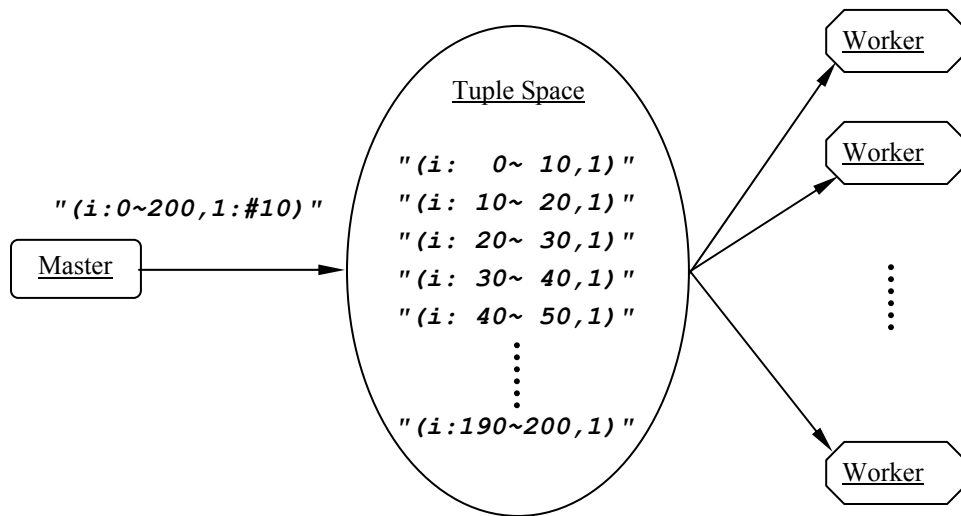 Tuple Space
"(i:  0~ 10,1)"
"(i: 10~ 20,1)"
"(i: 20~ 30,1)"
"(i: 30~ 40,1)"
"(i: 40~ 50,1)"
"(i:190~200,1)"
"(i:0~200,1:#10)"
Master
Worker
Worker
Worker